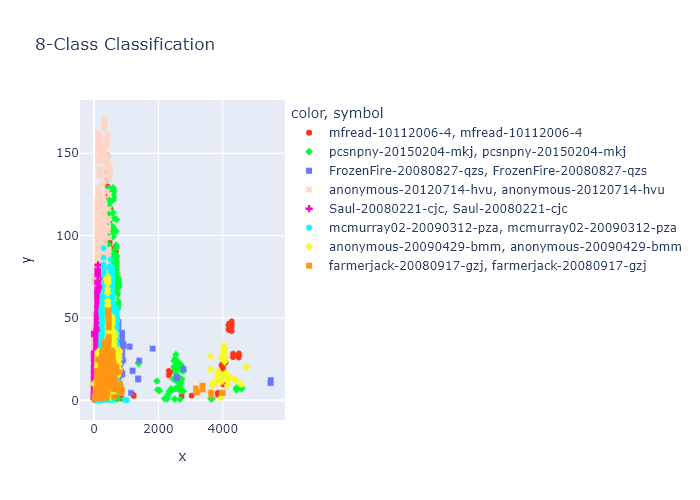 8-Class Classification
color, symbol
mfread-10112006-4, mfread-10112006-4
pcsnpny-20150204-mkj, pcsnpny-20150204-mkj
FrozenFire-20080827-qzs, FrozenFire-20080827-qzs
anonymous-20120714-hvu, anonymous-20120714-hvu
Saul-20080221-cjc, Saul-20080221-cjc
mcmurray02-20090312-pza, mcmurray02-20090312-pza
anonymous-20090429-bmm, anonymous-20090429-bmm
farmerjack-20080917-gzj, farmerjack-20080917-gzj
150
100
50
0
y
0 2000 4000
x